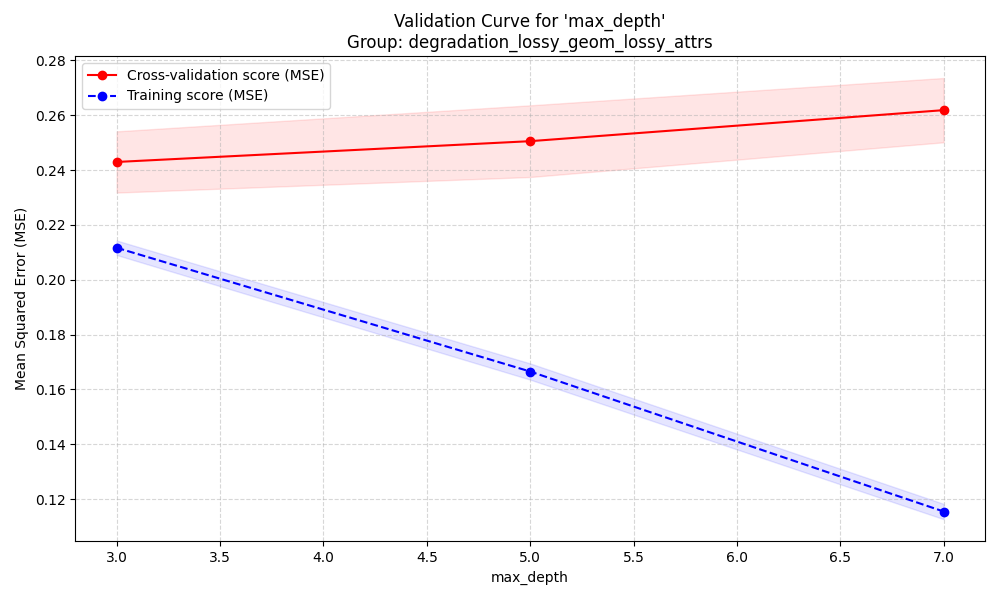 Validation Curve for 'max_depth'
Group: degradation_lossy_geom_lossy_attrs
Cross-validation score (MSE)
Training score (MSE)
Mean Squared Error (MSE)
0.28
0.26
0.24
0.22
0.20
0.18
0.16
0.14
0.12
3.0 3.5 4.0 4.5 5.0 5.5 6.0 6.5 7.0
max_depth